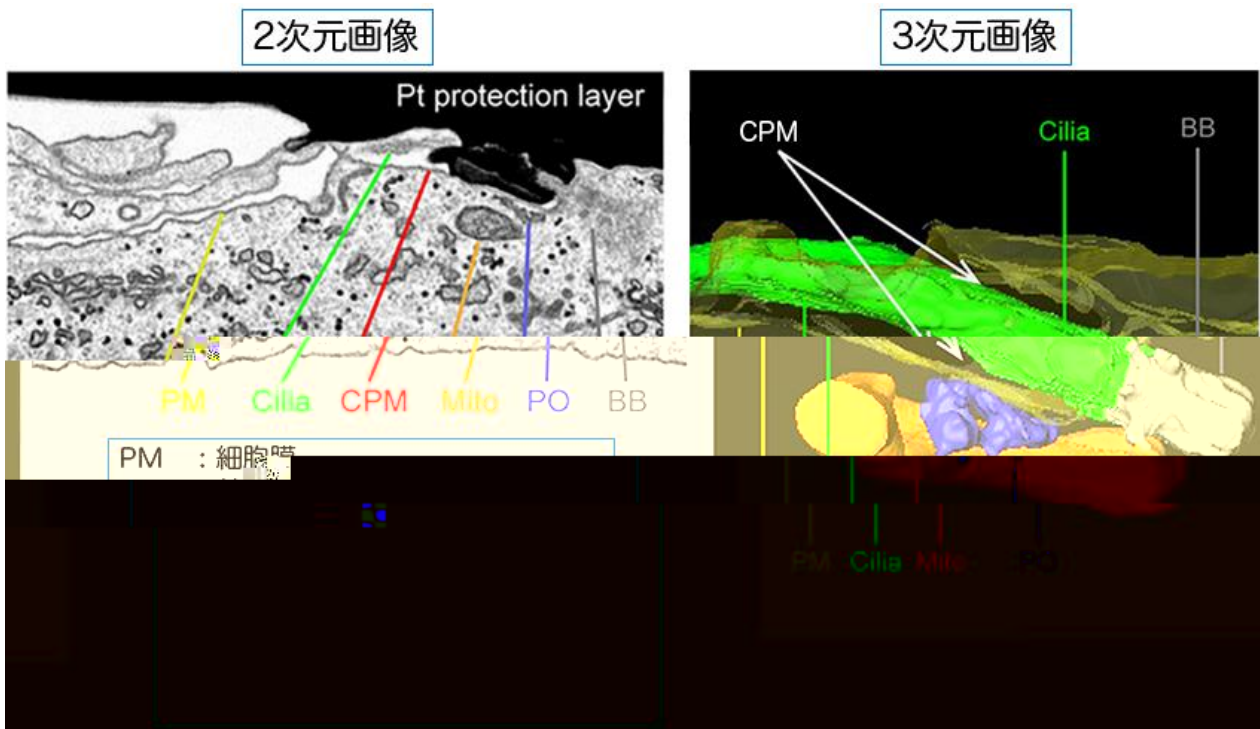 2次元画像
Pt protection layer
PM Cilia CPM Mito PO BB
PM : 細胞膜
3次元画像
CPM Cilia BB
PM Cilia Mito PO